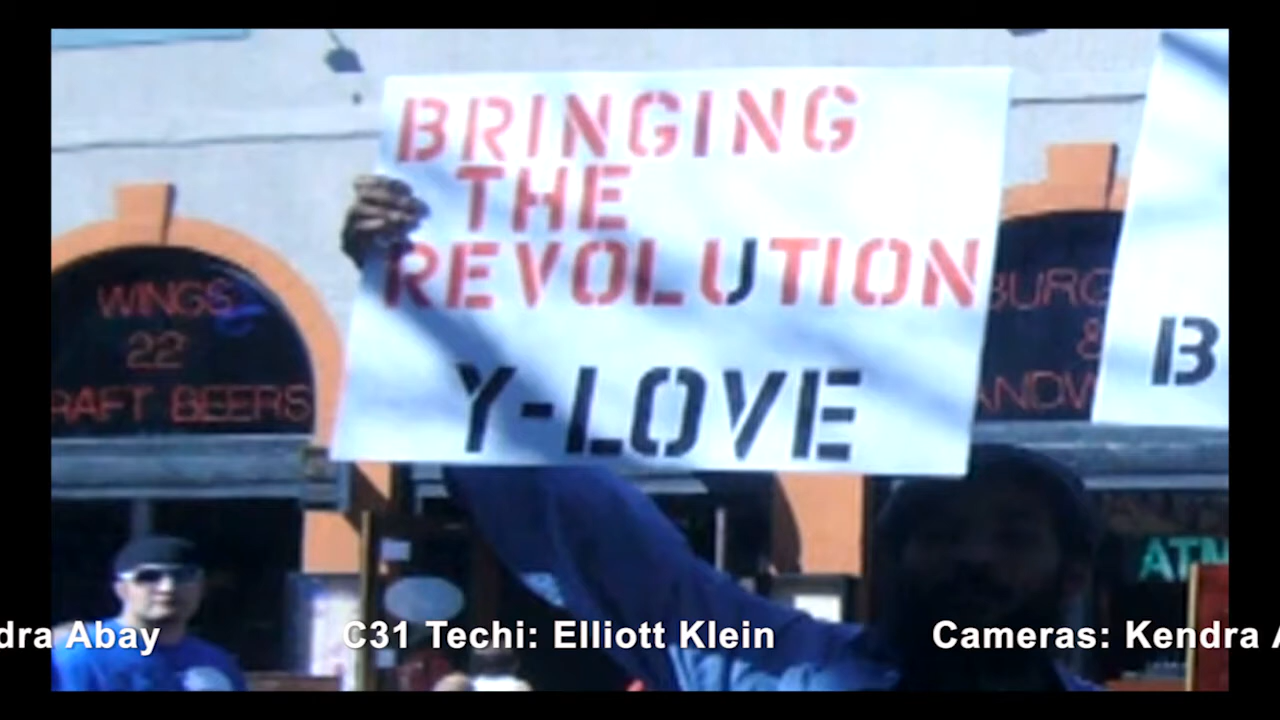 BRINGING
THE
REVOLUTION
Y-LOVE
WINGS
22
RAFT BEERS
BURG
&
ANDW
B
ATM
dra Abay
C31 Techi: Elliott Klein
Cameras: Kendra A